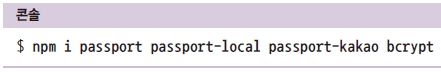 콘솔
$ npm i passport passport-local passport-kakao bcrypt